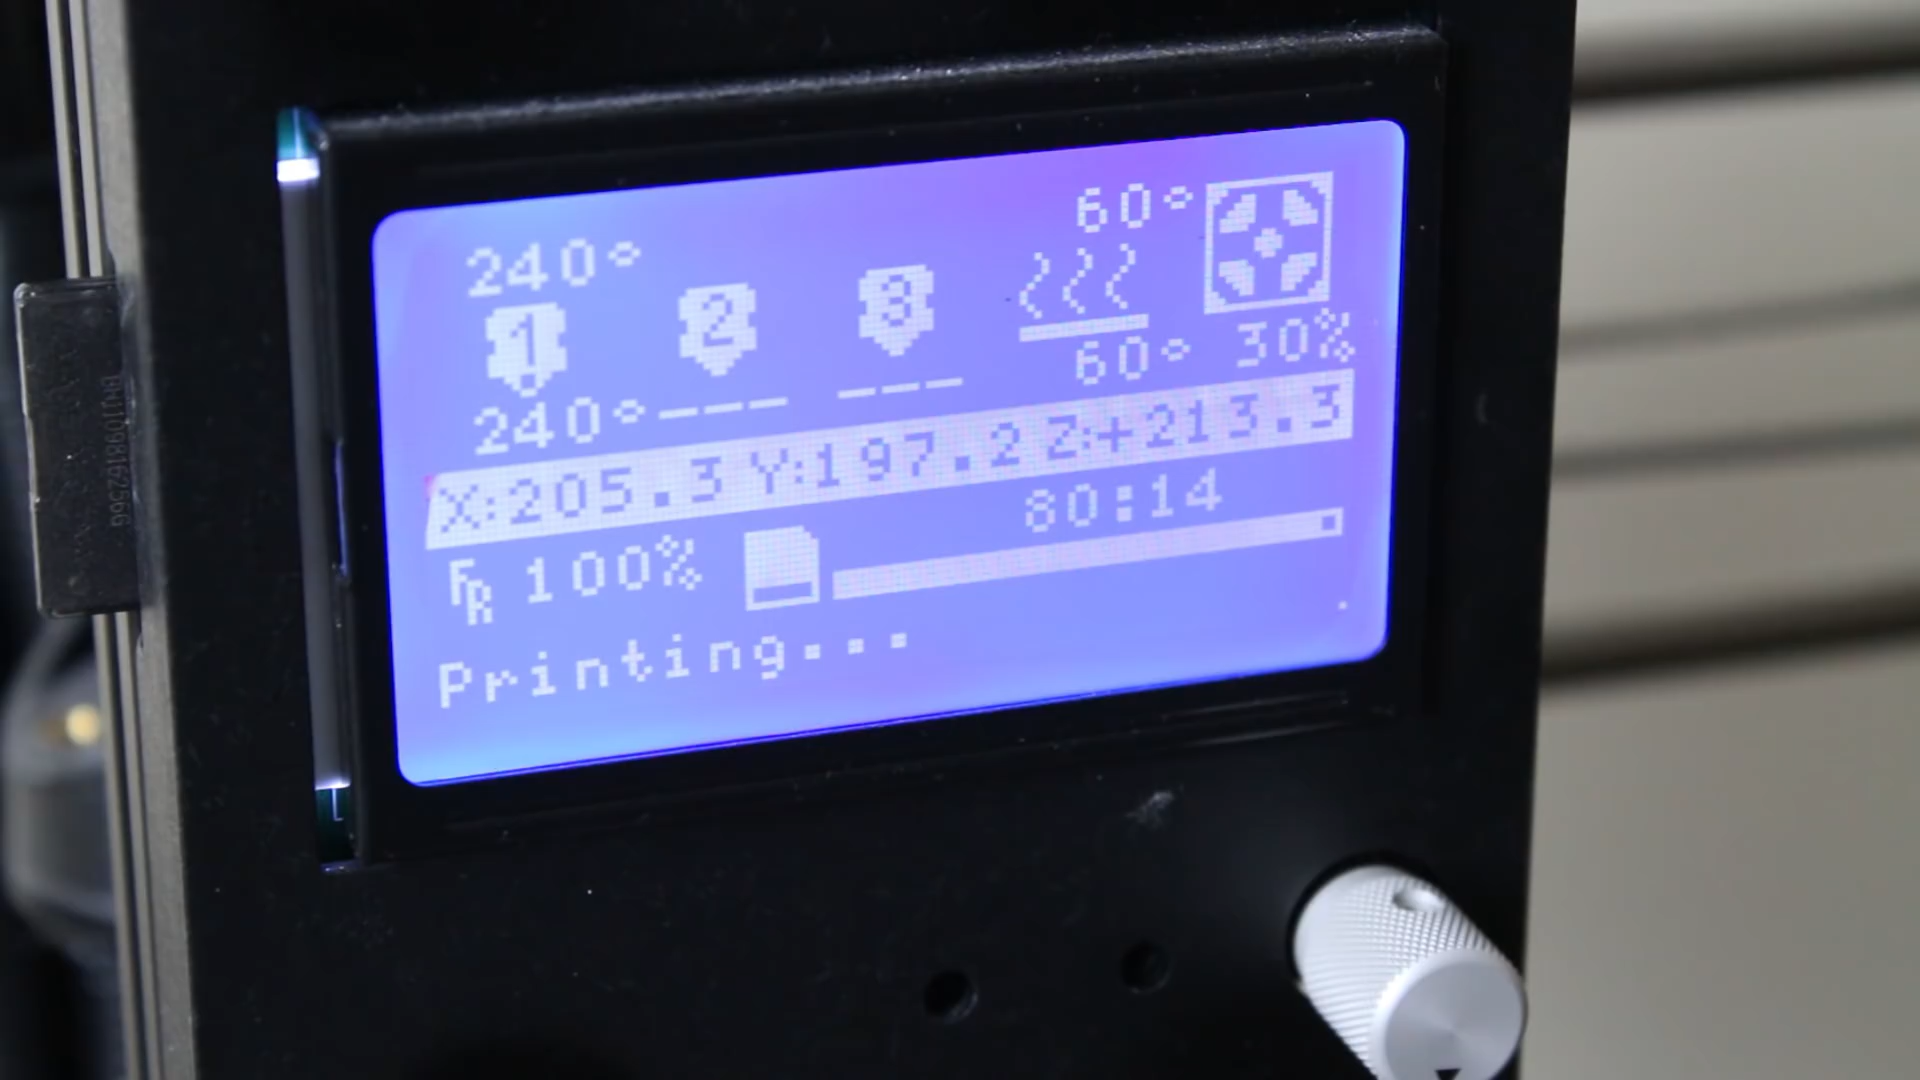 240° 60°
1 2 3
240° --- --- 60° 30%
X:205.3 Y:197.2 Z:+213.3
80:14
FR 100%
Printing...